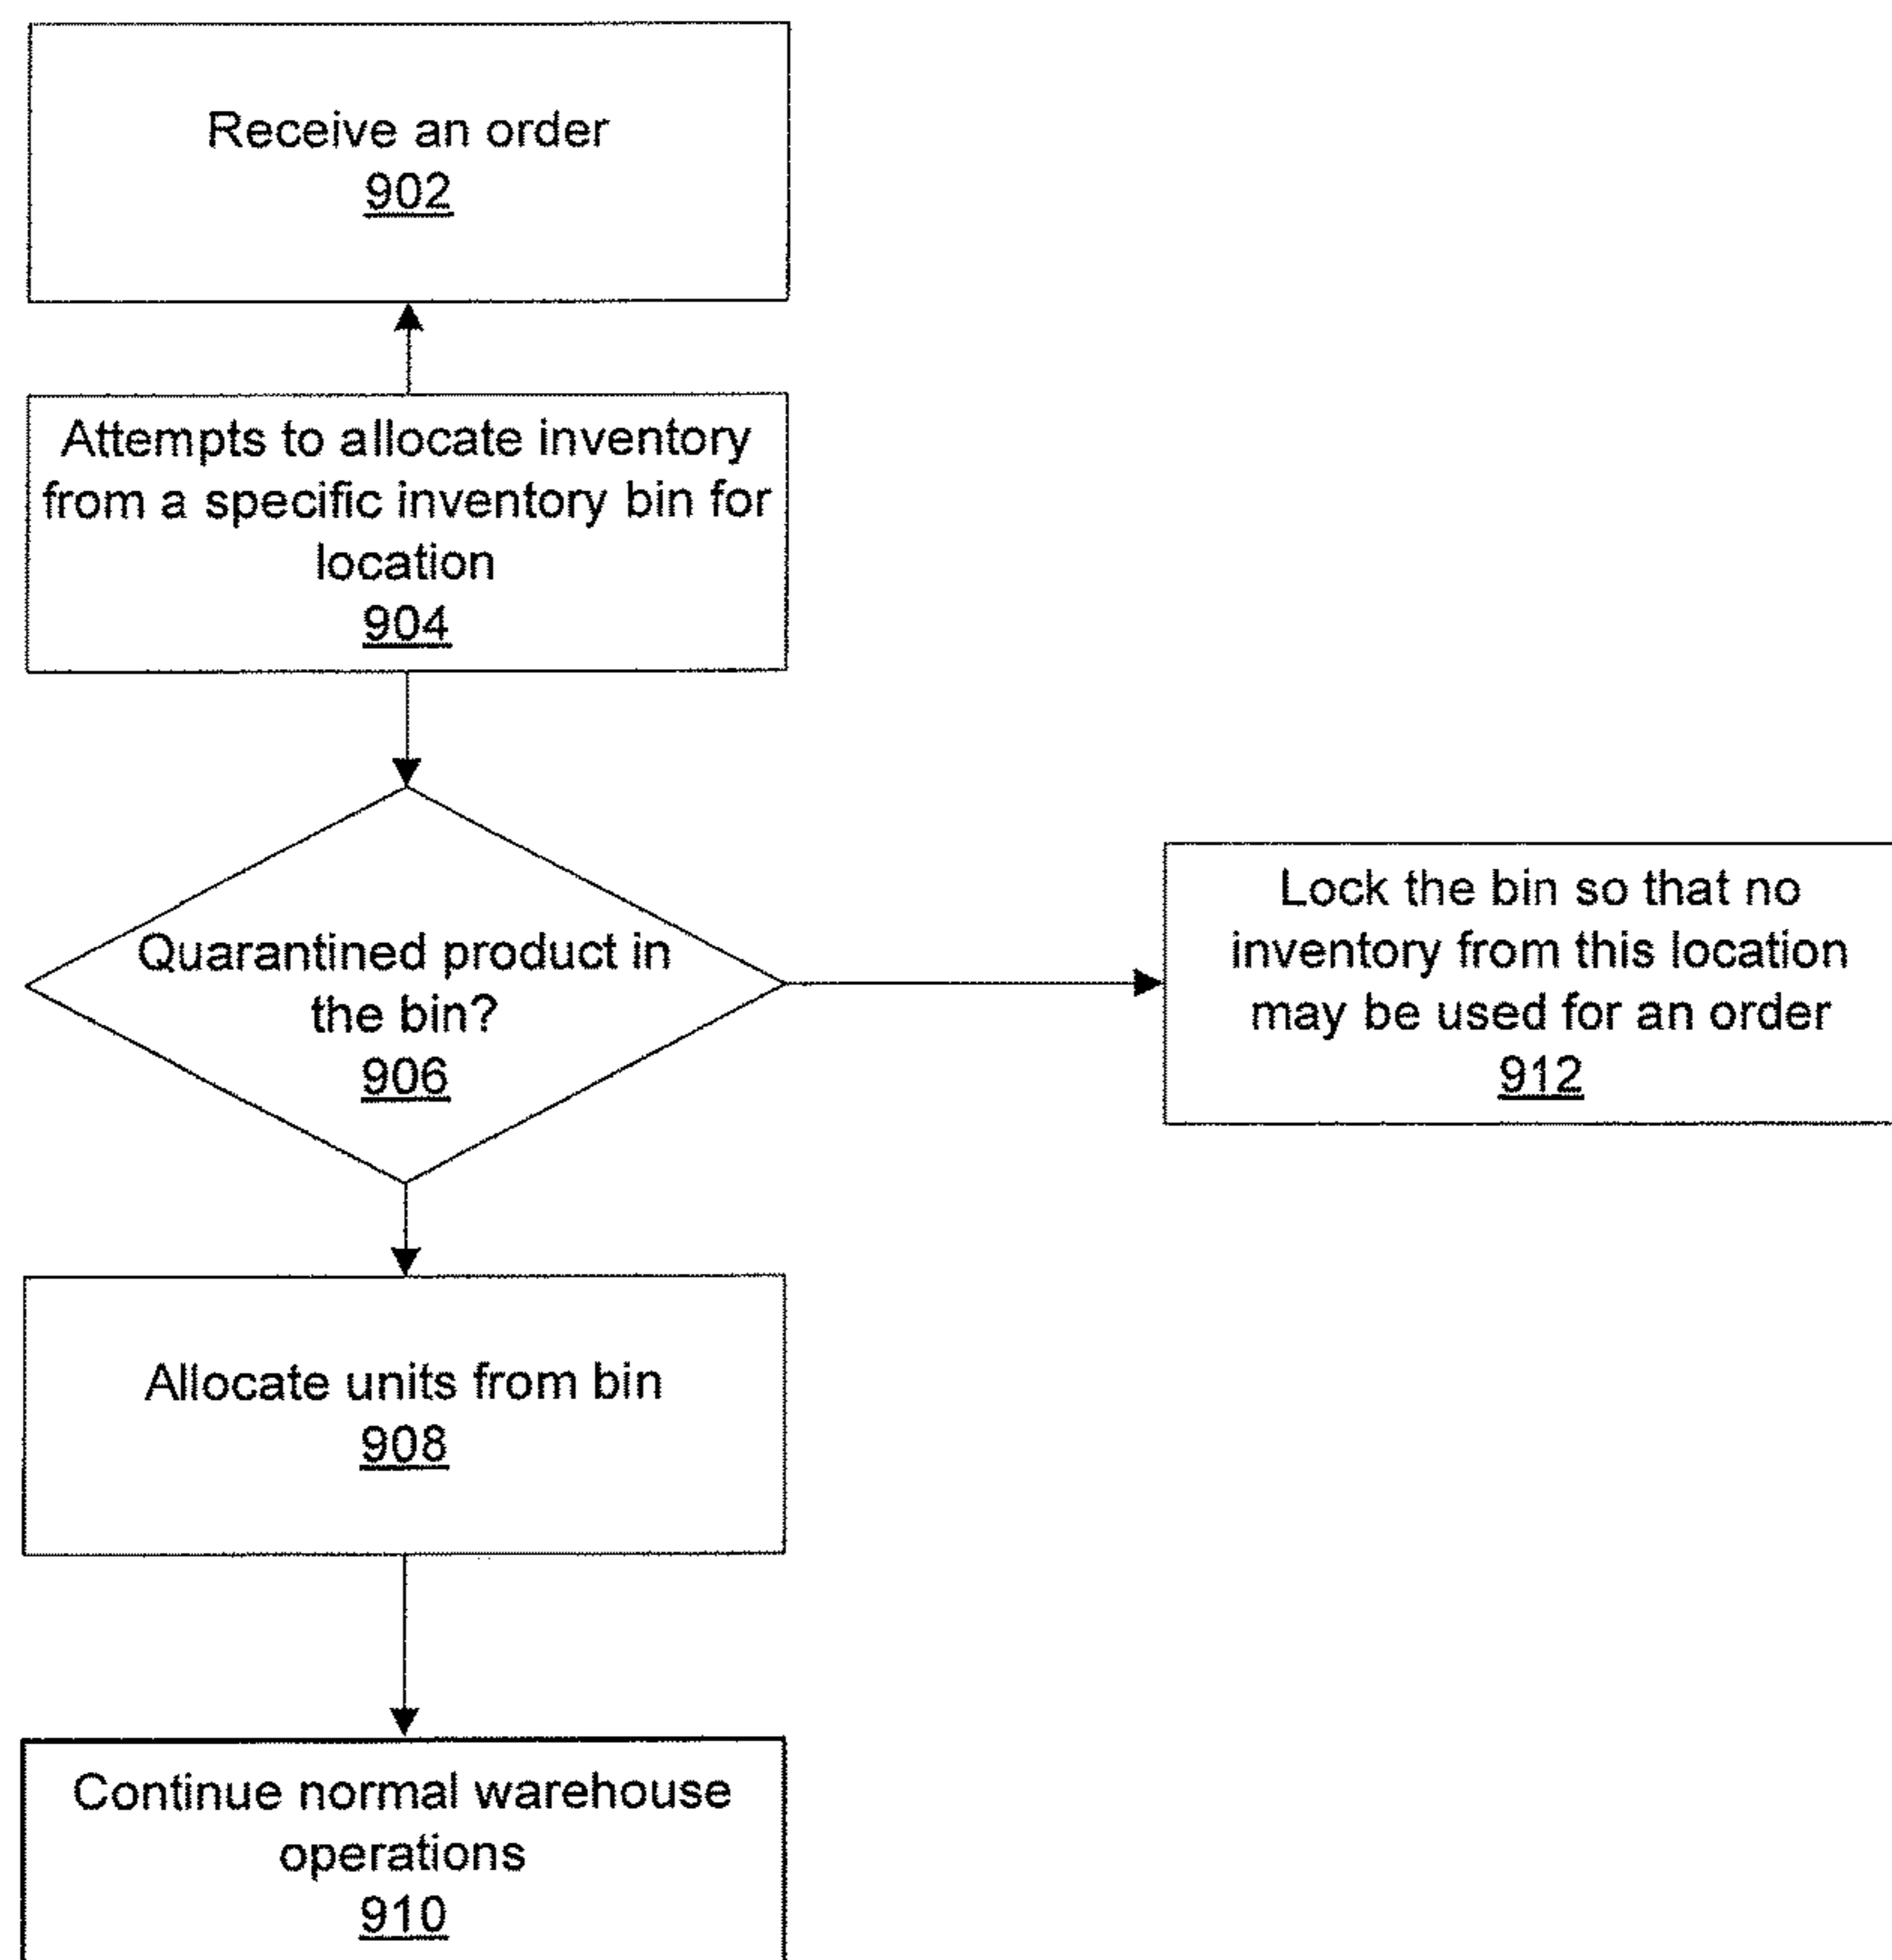 Receive an order
902
Attempts to allocate inventory
from a specific inventory bin for
location
904
Quarantined product in
the bin?
906
Lock the bin so that no
inventory from this location
may be used for an order
912
Allocate units from bin
908
Continue normal warehouse
operations
910